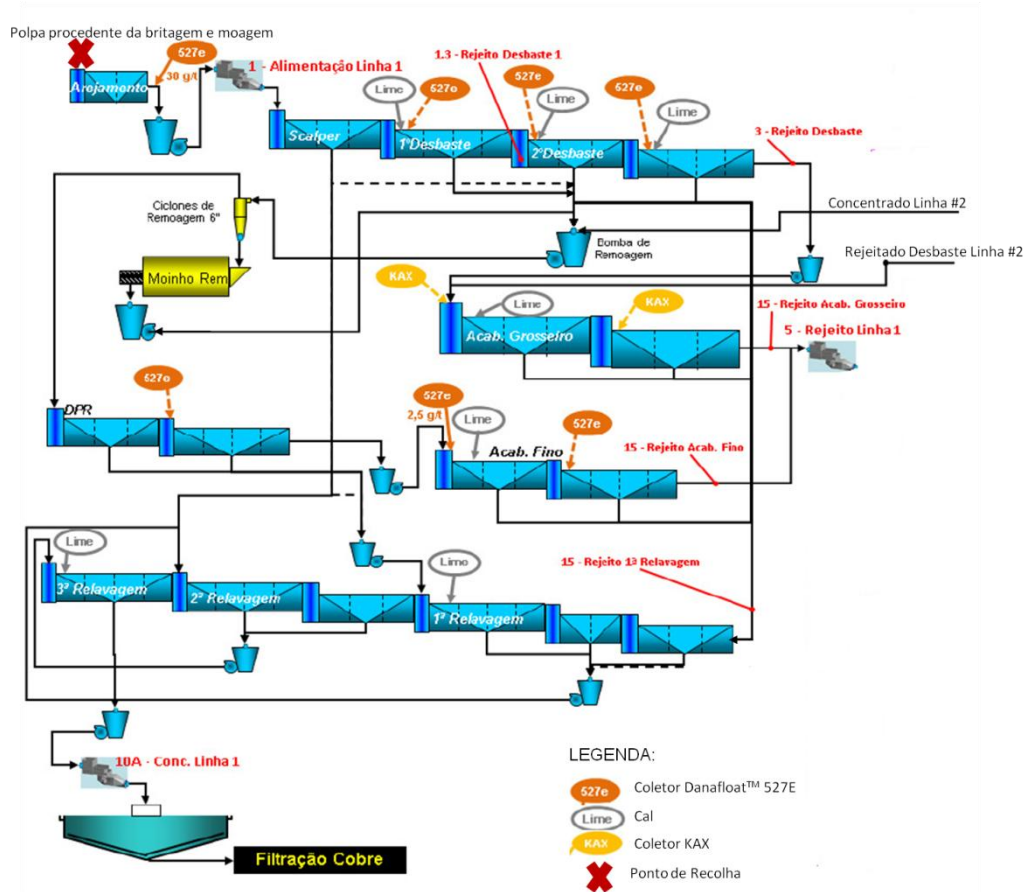 Polpa procedente da britagem e moagem
527e
30 g/t
Arejamento
1 - Alimentação Linha 1
1.3 - Rejeito Desbaste 1
Lime
527e
527e
Lime
527e
Lime
Scalper
1ºDesbaste
2ºDesbaste
3 - Rejeito Desbaste
Ciclones de
Remoagem 6"
Moinho Rem
Bomba de
Remoagem
Concentrado Linha #2
Rejeitado Desbaste Linha #2
KAX
Lime
KAX
Acab. Grosseiro
15 - Rejeito Acab. Grosseiro
5 - Rejeito Linha 1
527e
DPR
527e
2,5 g/t
Lime
527e
Acab. Fino
15 - Rejeito Acab. Fino
Lime
3ª Relavagem
2ª Relavagem
Lime
1ª Relavagem
15 - Rejeito 1ª Relavagem
10A - Conc. Linha 1
Filtração Cobre
LEGENDA:
527e
Coletor Danafloat™ 527E
Lime
Cal
KAX
Coletor KAX
Ponto de Recolha